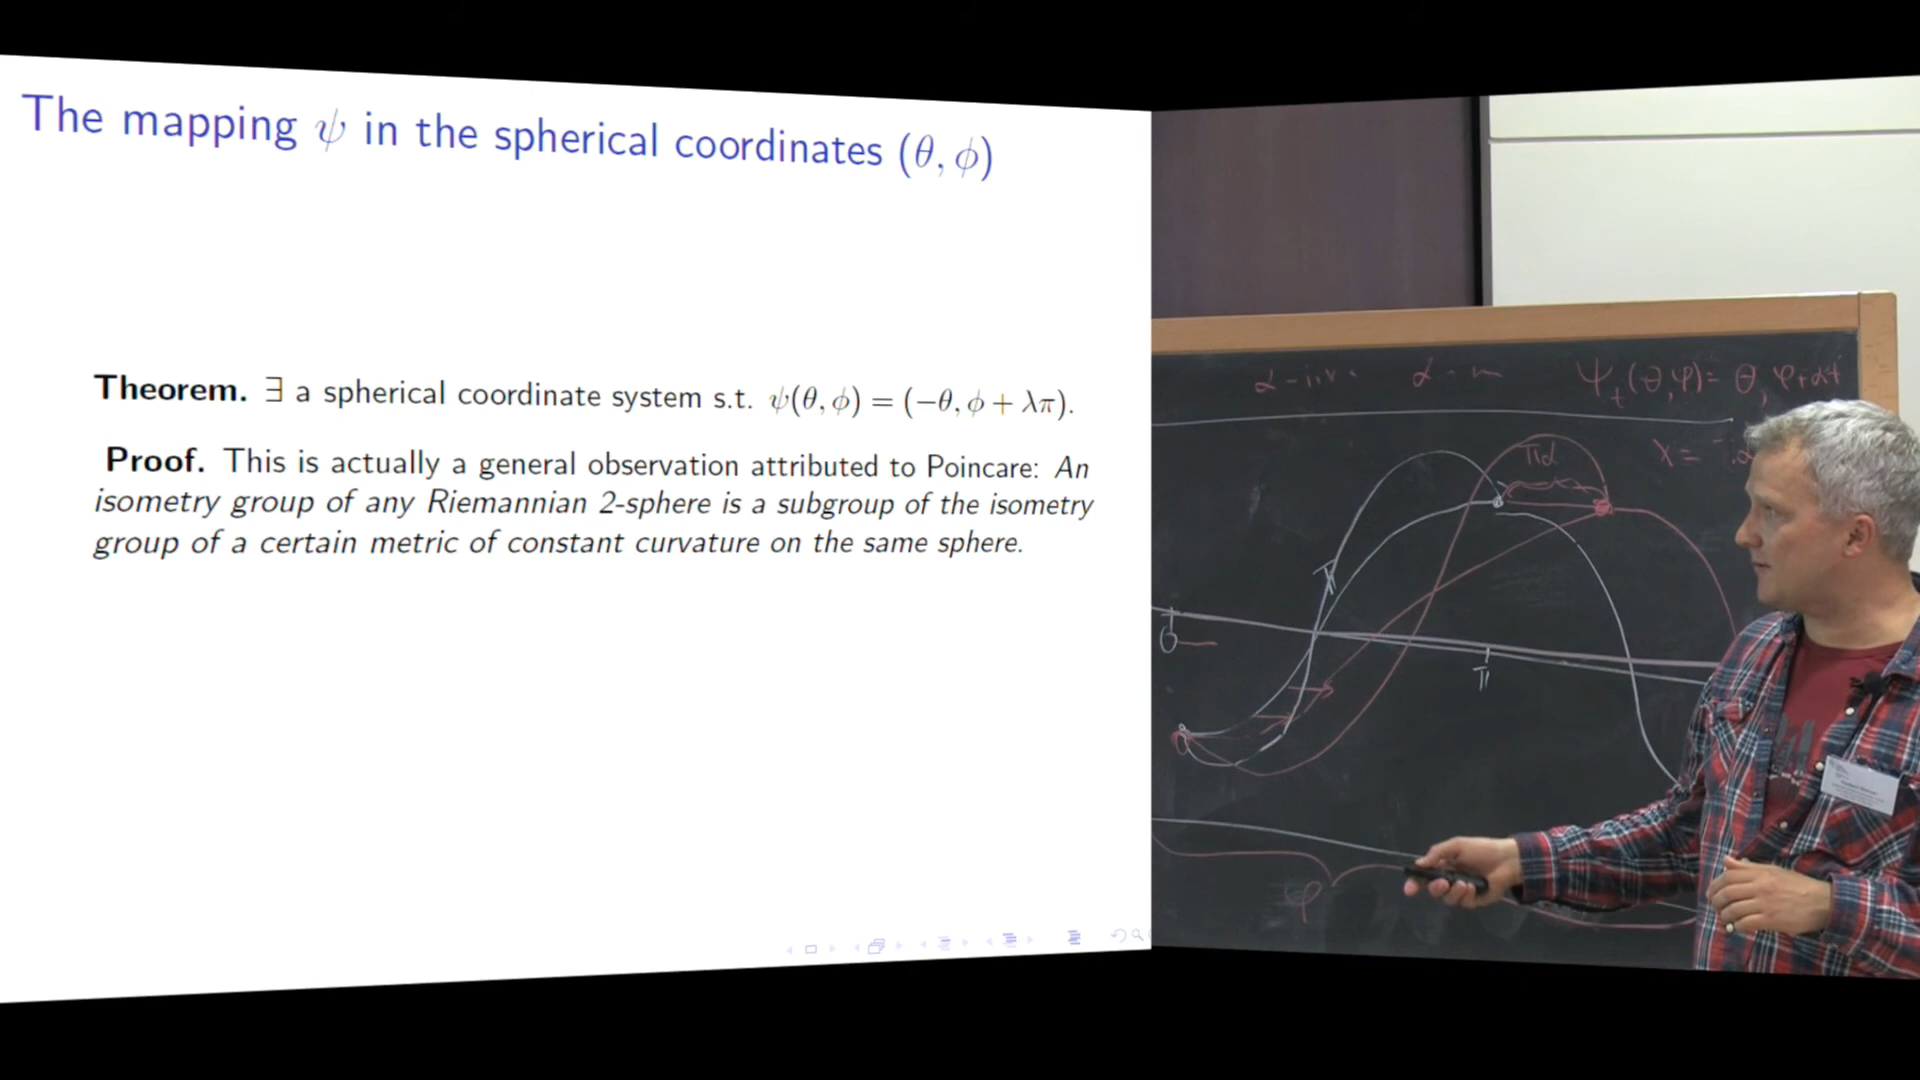 The mapping ψ in the spherical coordinates (θ, ϕ)
Theorem. ∃ a spherical coordinate system s.t. ψ(θ, ϕ) = (−θ, ϕ + λπ).
Proof. This is actually a general observation attributed to Poincare: An
isometry group of any Riemannian 2-sphere is a subgroup of the isometry
group of a certain metric of constant curvature on the same sphere.
Ψₜ(θ,φ)= θ, φ+αt
πα
π
0
π
φ